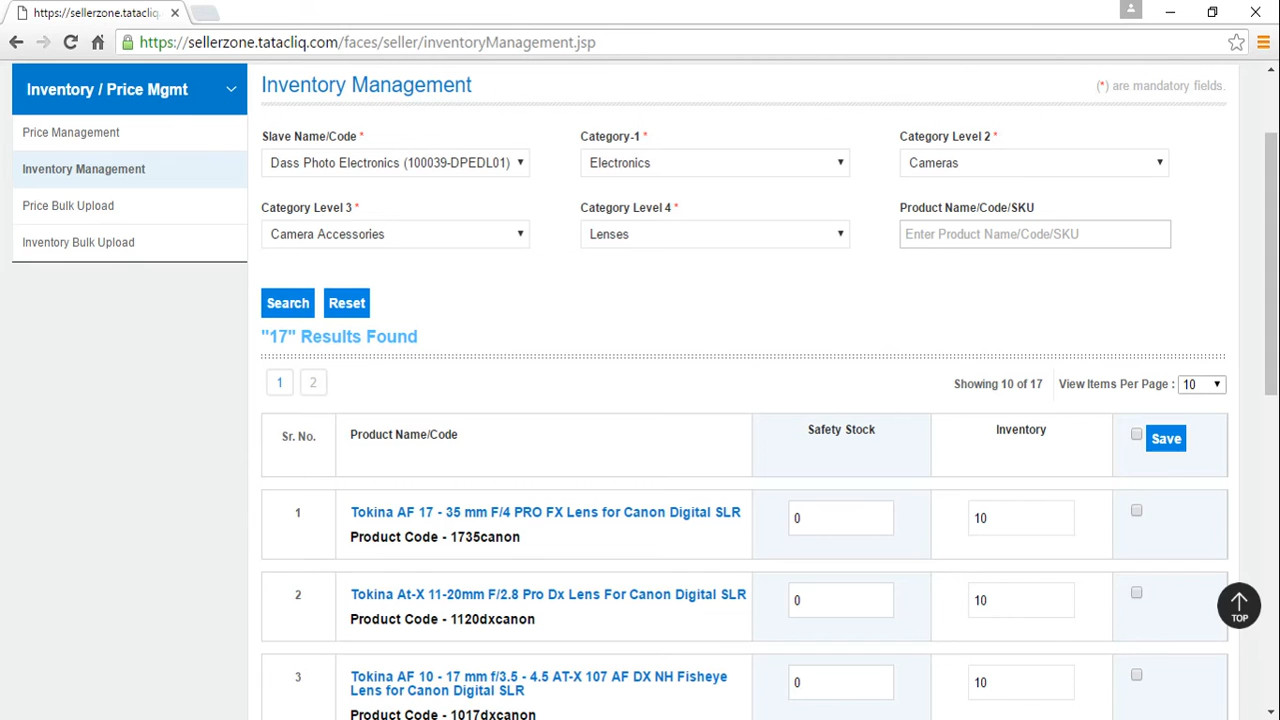 https://sellerzone.tatacliq.
https://sellerzone.tatacliq.com/faces/seller/inventoryManagement.jsp
Inventory / Price Mgmt
Price Management
Inventory Management
Price Bulk Upload
Inventory Bulk Upload
Inventory Management
(*) are mandatory fields.
Slave Name/Code *
Category-1 *
Category Level 2 *
Dass Photo Electronics (100039-DPEDL01)
Electronics
Cameras
Category Level 3 *
Category Level 4 *
Product Name/Code/SKU
Camera Accessories
Lenses
Enter Product Name/Code/SKU
Search
Reset
"17" Results Found
1 2
Showing 10 of 17
View Items Per Page : 10
Sr. No.
Product Name/Code
Safety Stock
Inventory
Save
1
Tokina AF 17 - 35 mm F/4 PRO FX Lens for Canon Digital SLR
Product Code - 1735canon
0
10
2
Tokina At-X 11-20mm F/2.8 Pro Dx Lens For Canon Digital SLR
Product Code - 1120dxcanon
0
10
TOP
3
Tokina AF 10 - 17 mm f/3.5 - 4.5 AT-X 107 AF DX NH Fisheye
Lens for Canon Digital SLR
Product Code - 1017dxcanon
0
10